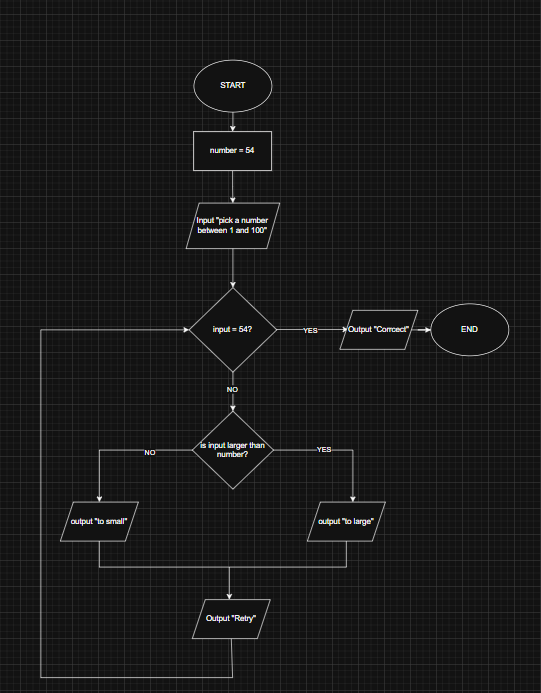 START
number = 54
Input "pick a number
between 1 and 100"
input = 54?
YES
Output "Corrcect"
END
NO
is input larger than
number?
NO
YES
output "to small"
output "to large"
Output "Retry"